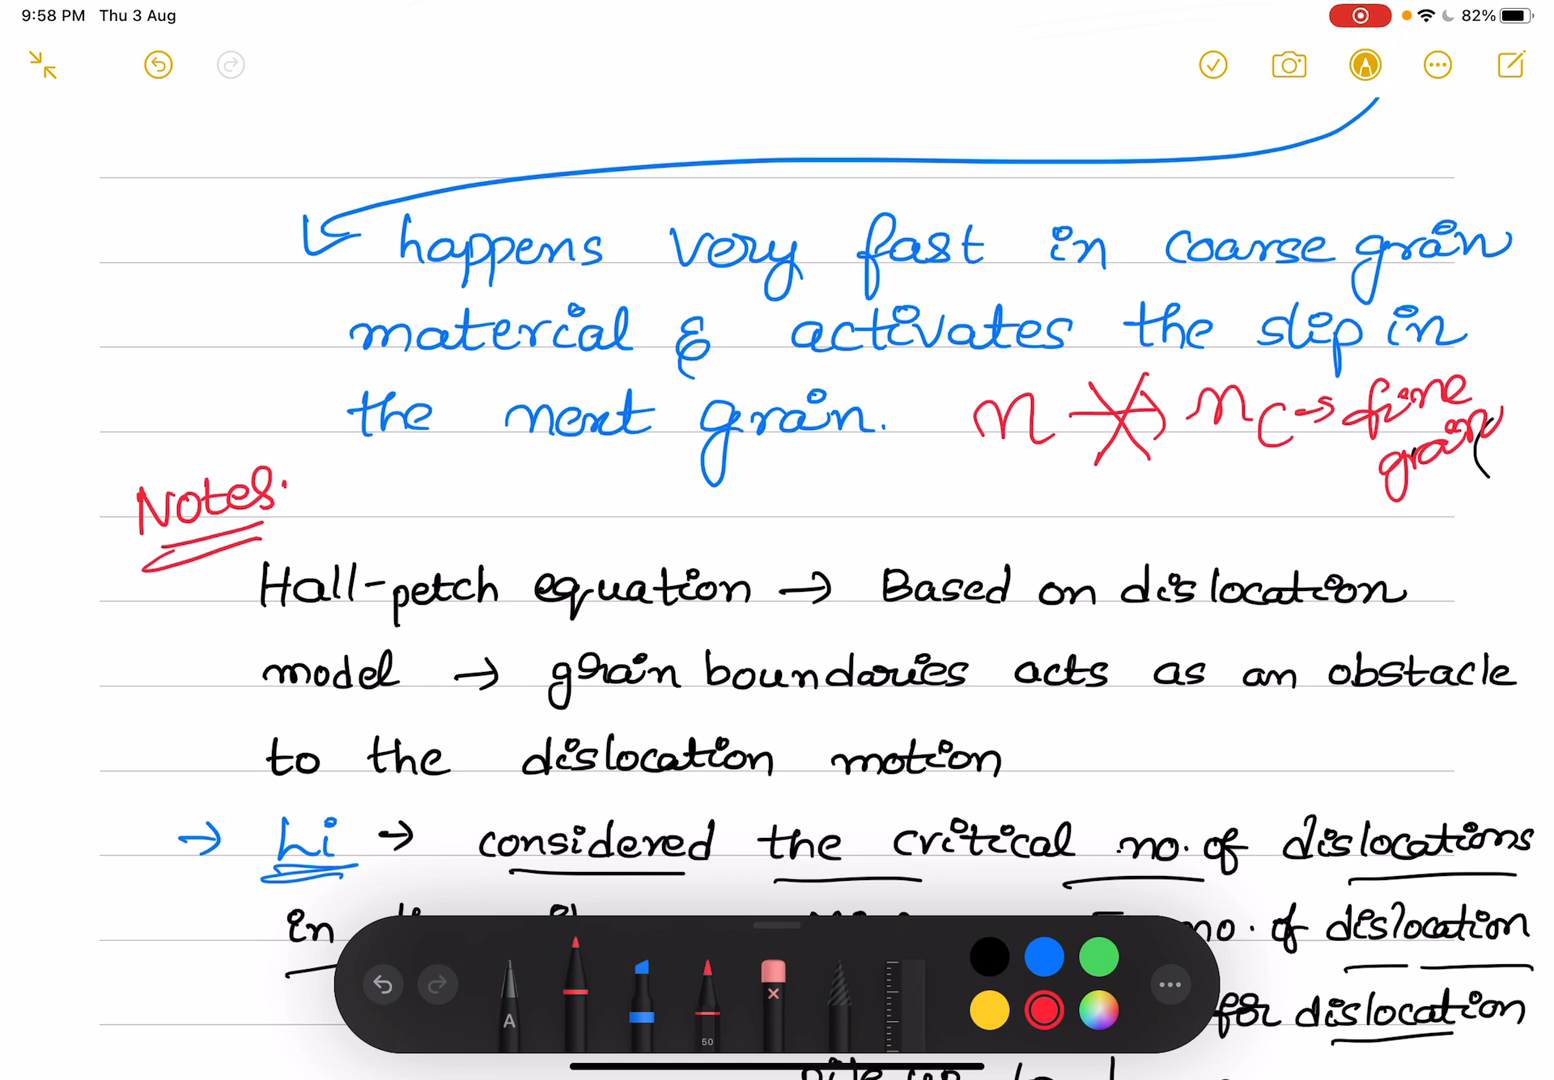 9:58 PM Thu 3 Aug 82%
happens very fast in coarse grain
material & activates the slip in
the next grain. n nc → fine
grain
Notes.
Hall-petch equation → Based on dislocation
model → grain boundaries acts as an obstacle
to the dislocation motion
→ Li → considered the critical no. of dislocations
in no. of dislocation
for dislocation
A
50